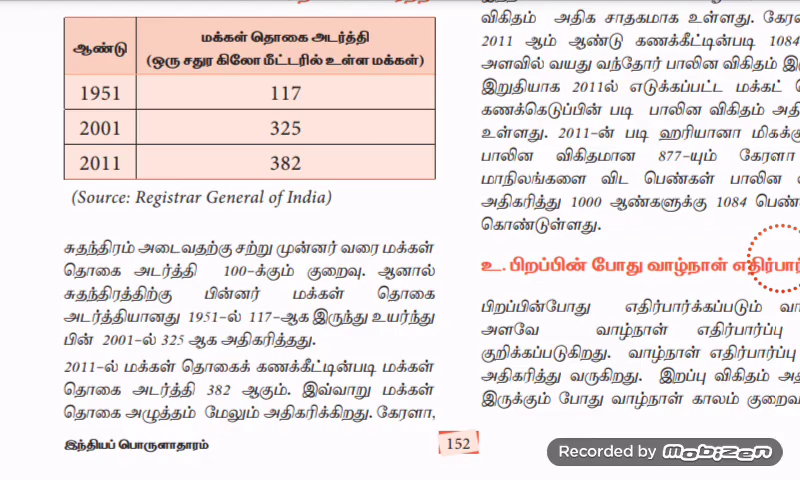 ஆண்டு
மக்கள் தொகை அடர்த்தி
(ஒரு சதுர கிலோ மீட்டரில் உள்ள மக்கள்)
1951 117
2001 325
2011 382
(Source: Registrar General of India)
சுதந்திரம் அடைவதற்கு சற்று முன்னர் வரை மக்கள்
தொகை அடர்த்தி 100-க்கும் குறைவு. ஆனால்
சுதந்திரத்திற்கு பின்னர் மக்கள் தொகை
அடர்த்தியானது 1951-ல் 117-ஆக இருந்து உயர்ந்து
பின் 2001-ல் 325 ஆக அதிகரித்தது.
2011-ல் மக்கள் தொகைக் கணக்கீட்டின்படி மக்கள்
தொகை அடர்த்தி 382 ஆகும். இவ்வாறு மக்கள்
தொகை அழுத்தம் மேலும் அதிகரிக்கிறது. கேரளா,
விகிதம் அதிக சாதகமாக உள்ளது.
2011 ஆம் ஆண்டு கணக்கீட்டின்படி 1084
அளவில் வயது வந்தோர் பாலின விகிதம்
இறுதியாக 2011ல் எடுக்கப்பட்ட மக்கட்
கணக்கெடுப்பின் படி பாலின விகிதம்
உள்ளது. 2011-ன் படி ஹரியானா
பாலின விகிதமான 877-யும் கேரளா
மாநிலங்களை விட பெண்கள் பாலின
அதிகரித்து 1000 ஆண்களுக்கு 1084
கொண்டுள்ளது.
உ. பிறப்பின் போது வாழ்நாள்
பிறப்பின்போது எதிர்பார்க்கப்படும்
அளவே வாழ்நாள் எதிர்பார்ப்பு
குறிக்கப்படுகிறது. வாழ்நாள் எதிர்பார்ப்பு
அதிகரித்து வருகிறது. இறப்பு விகிதம்
இருக்கும் போது வாழ்நாள் காலம்
இந்தியப் பொருளாதாரம்
152
Recorded by Mobizen